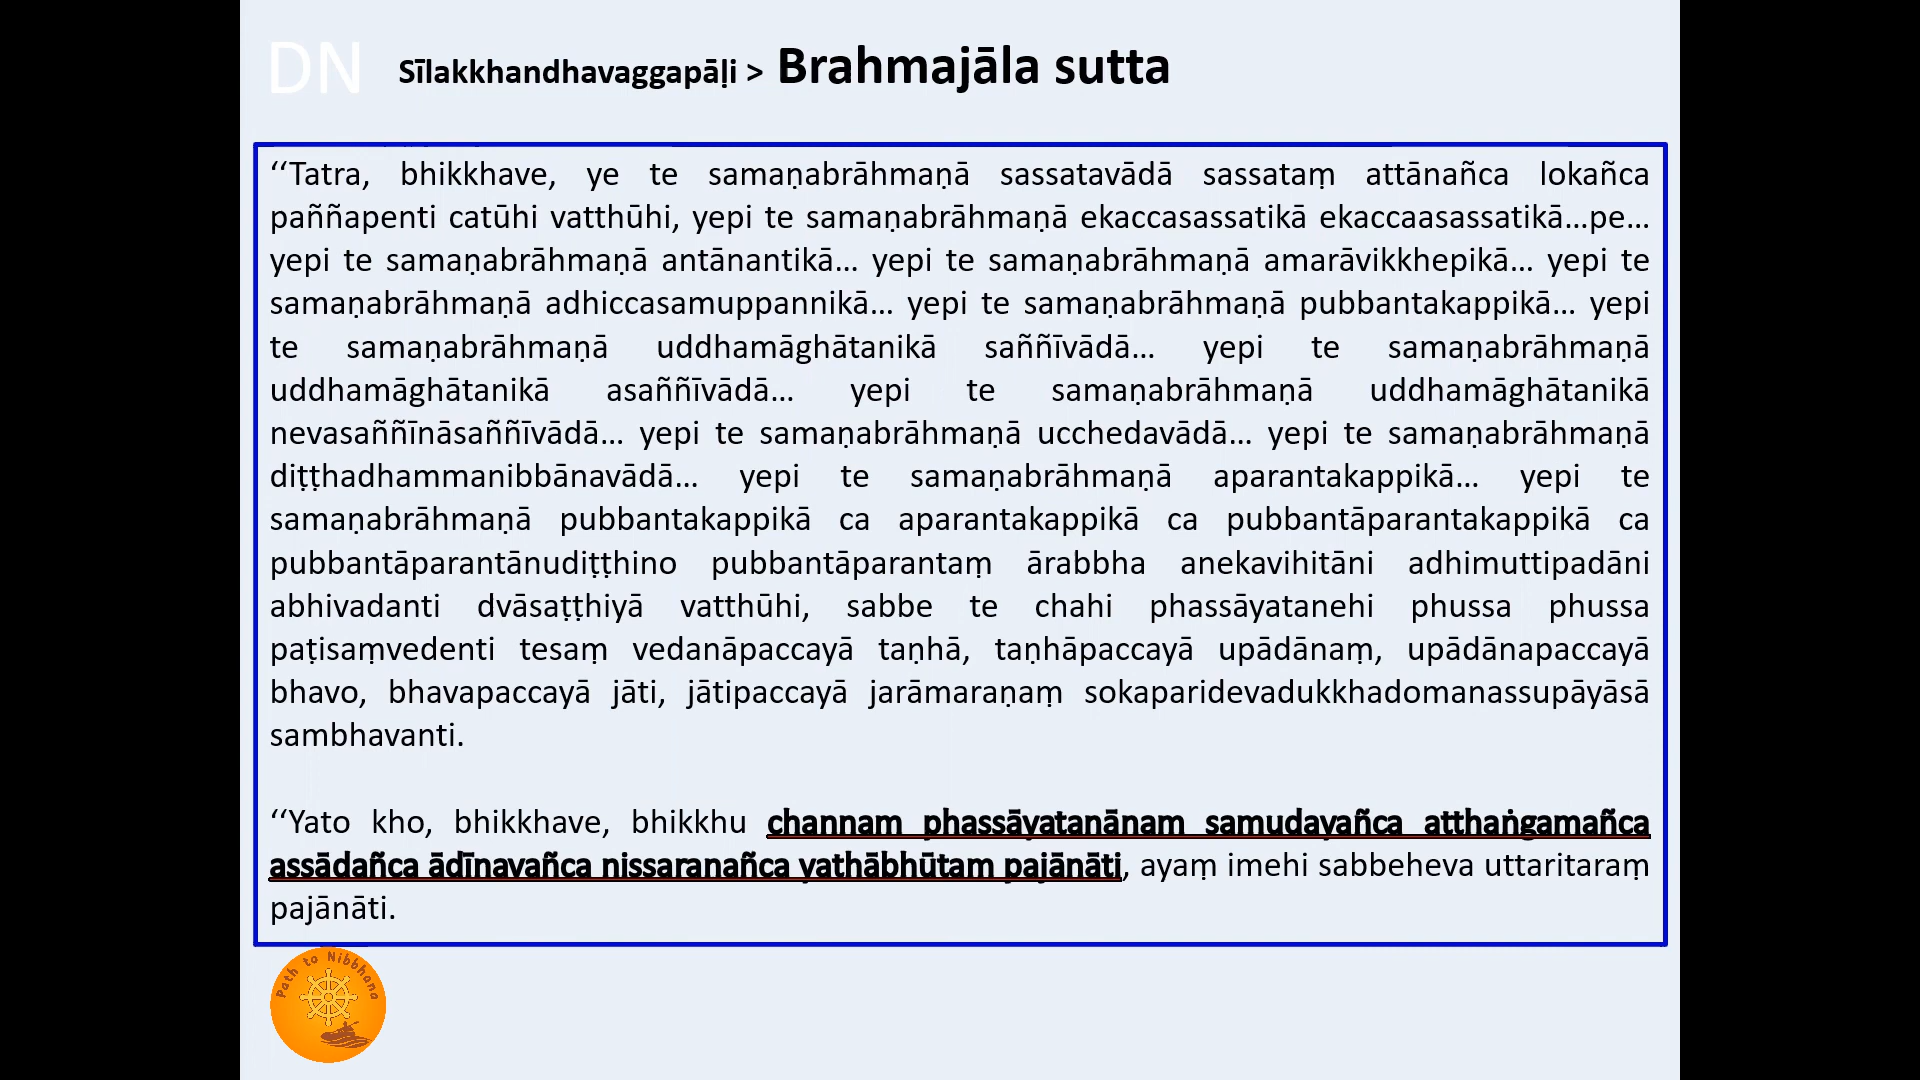 DN Sīlakkhandhavaggapāḷi > Brahmajāla sutta
‘‘Tatra, bhikkhave, ye te samaṇabrāhmaṇā sassatavādā sassataṃ attānañca lokañca
paññapenti catūhi vatthūhi, yepi te samaṇabrāhmaṇā ekaccasassatikā ekaccaasassatikā…pe…
yepi te samaṇabrāhmaṇā antānantikā… yepi te samaṇabrāhmaṇā amarāvikkhepikā… yepi te
samaṇabrāhmaṇā adhiccasamuppannikā… yepi te samaṇabrāhmaṇā pubbantakappikā… yepi
te samaṇabrāhmaṇā uddhamāghātanikā saññīvādā… yepi te samaṇabrāhmaṇā
uddhamāghātanikā asaññīvādā… yepi te samaṇabrāhmaṇā uddhamāghātanikā
nevasaññīnāsaññīvādā… yepi te samaṇabrāhmaṇā ucchedavādā… yepi te samaṇabrāhmaṇā
diṭṭhadhammanibbānavādā… yepi te samaṇabrāhmaṇā aparantakappikā… yepi te
samaṇabrāhmaṇā pubbantakappikā ca aparantakappikā ca pubbantāparantakappikā ca
pubbantāparantānudiṭṭhino pubbantāparantaṃ ārabbha anekavihitāni adhimuttipadāni
abhivadanti dvāsaṭṭhiyā vatthūhi, sabbe te chahi phassāyatanehi phussa phussa
paṭisaṃvedenti tesaṃ vedanāpaccayā taṇhā, taṇhāpaccayā upādānaṃ, upādānapaccayā
bhavo, bhavapaccayā jāti, jātipaccayā jarāmaraṇaṃ sokaparidevadukkhadomanassupāyāsā
sambhavanti.
‘‘Yato kho, bhikkhave, bhikkhu channaṃ phassāyatanānaṃ samudayañca atthaṅgamañca
assādañca ādīnavañca nissaraṇañca yathābhūtaṃ pajānāti, ayaṃ imehi sabbeheva uttaritaraṃ
pajānāti.
Path to Nibbhana